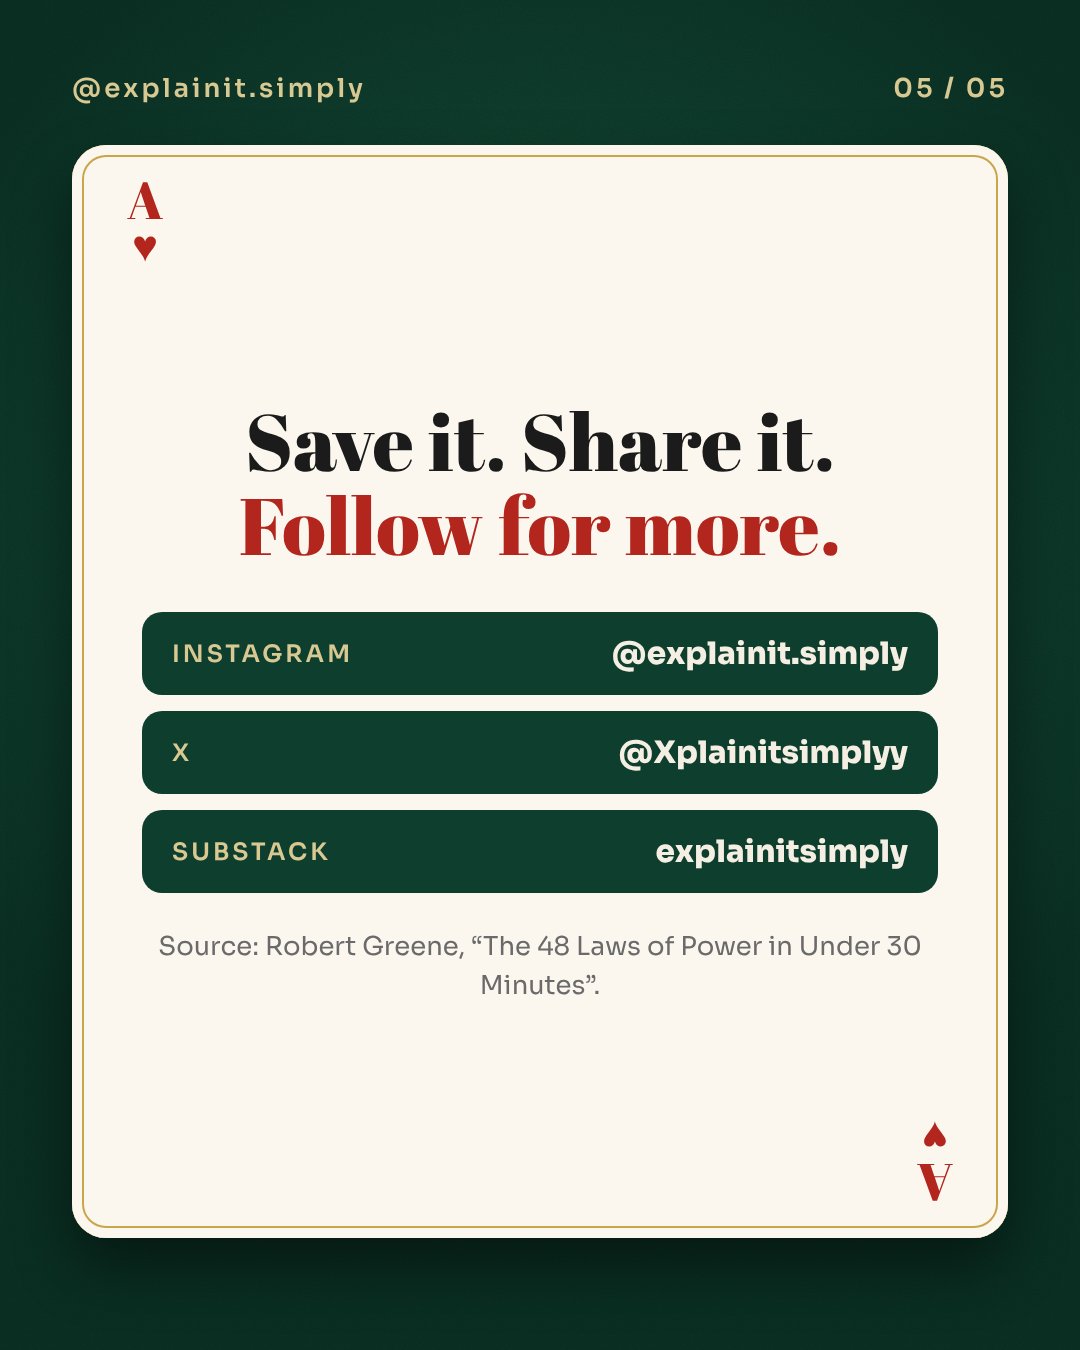 @explainit.simply
05 / 05
A
♥
Save it. Share it.
Follow for more.
INSTAGRAM @explainit.simply
X @Xplainitsimplyy
SUBSTACK explainitsimply
Source: Robert Greene, “The 48 Laws of Power in Under 30
Minutes”.
♥
A